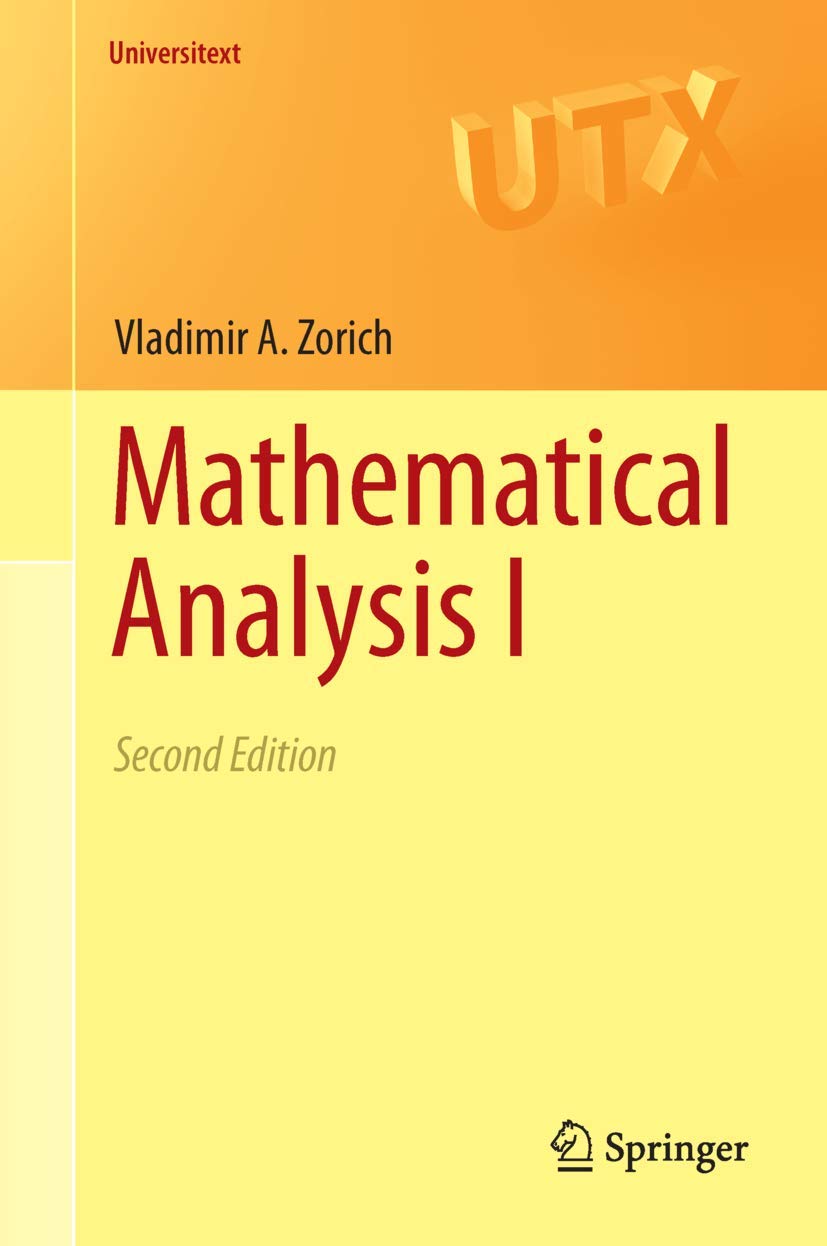 Universitext
UTX
Vladimir A. Zorich
Mathematical
Analysis I
Second Edition
Springer